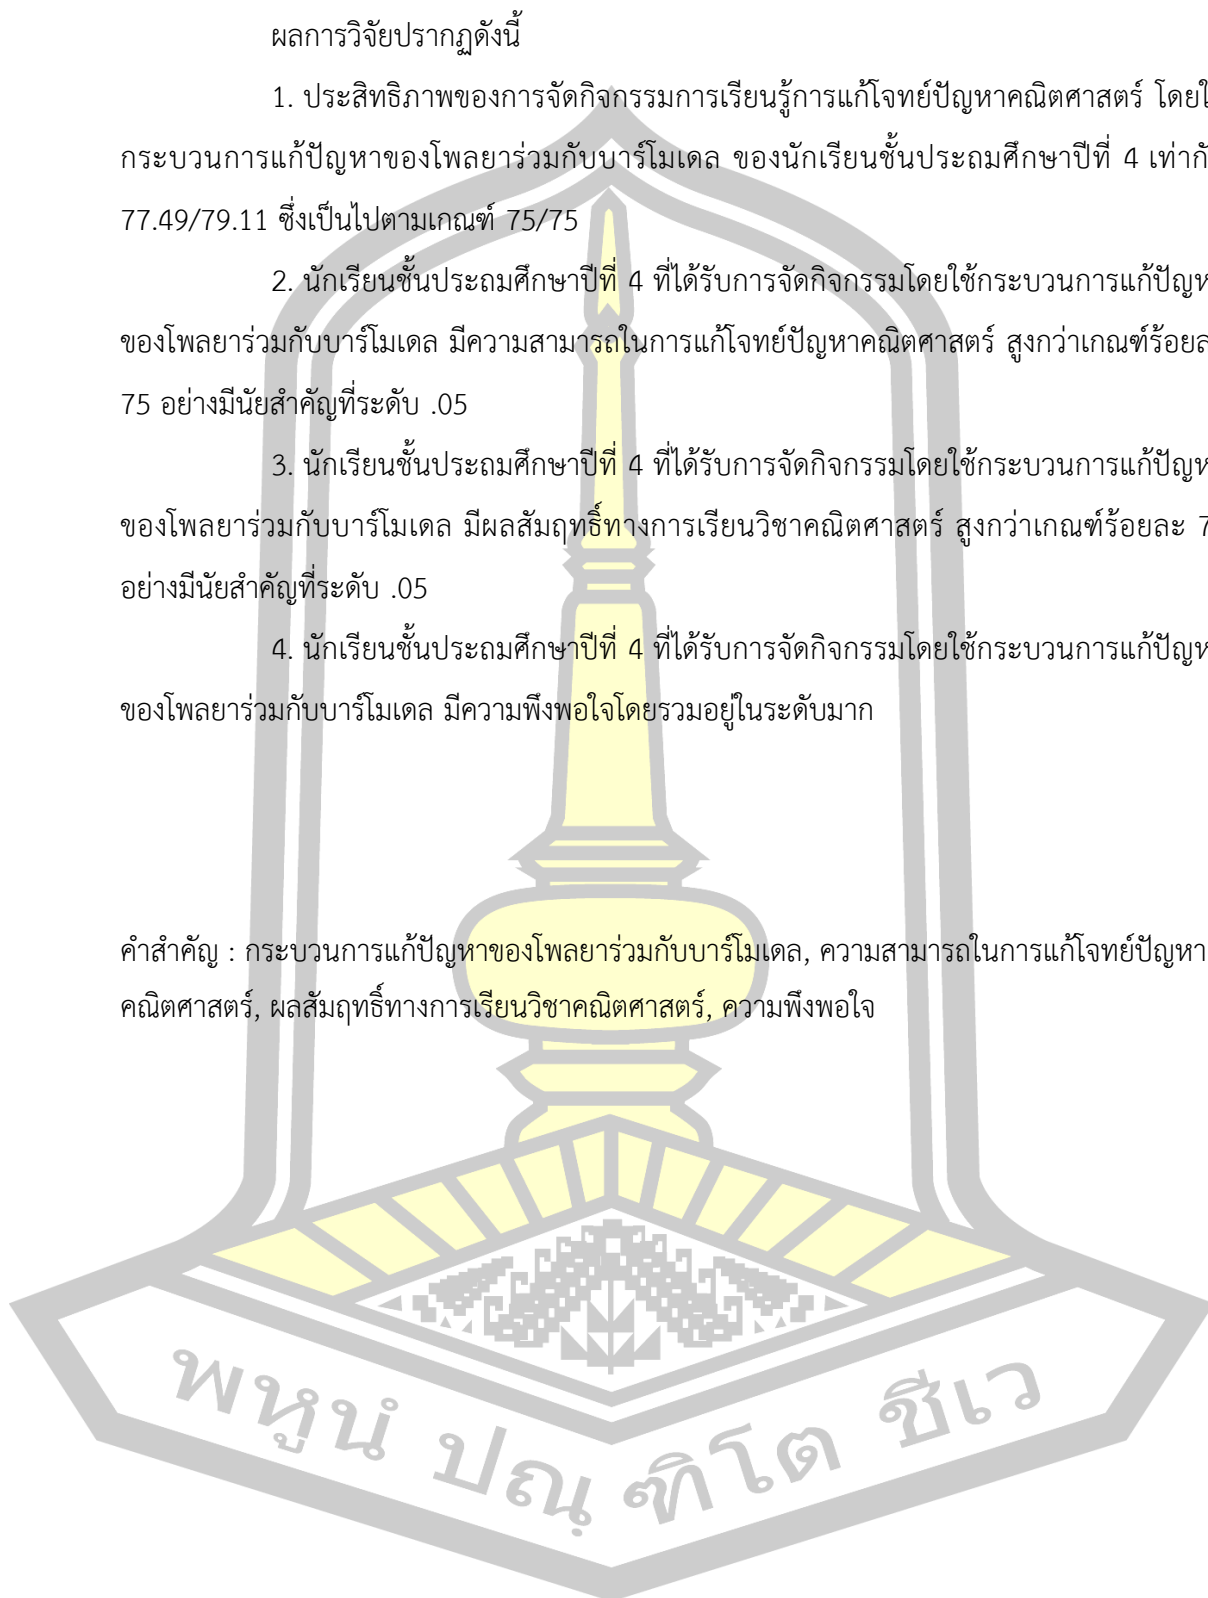 ผลการวิจัยปรากฏดังนี้
1. ประสิทธิภาพของการจัดกิจกรรมการเรียนรู้การแก้โจทย์ปัญหาคณิตศาสตร์ โดยใ
กระบวนการแก้ปัญหาของโพลยาร่วมกับบาร์โมเดล ของนักเรียนชั้นประถมศึกษาปีที่ 4 เท่ากั
77.49/79.11 ซึ่งเป็นไปตามเกณฑ์ 75/75
2. นักเรียนชั้นประถมศึกษาปีที่ 4 ที่ได้รับการจัดกิจกรรมโดยใช้กระบวนการแก้ปัญห
ของโพลยาร่วมกับบาร์โมเดล มีความสามารถในการแก้โจทย์ปัญหาคณิตศาสตร์ สูงกว่าเกณฑ์ร้อยล
75 อย่างมีนัยสำคัญที่ระดับ .05
3. นักเรียนชั้นประถมศึกษาปีที่ 4 ที่ได้รับการจัดกิจกรรมโดยใช้กระบวนการแก้ปัญห
ของโพลยาร่วมกับบาร์โมเดล มีผลสัมฤทธิ์ทางการเรียนวิชาคณิตศาสตร์ สูงกว่าเกณฑ์ร้อยละ 7
อย่างมีนัยสำคัญที่ระดับ .05
4. นักเรียนชั้นประถมศึกษาปีที่ 4 ที่ได้รับการจัดกิจกรรมโดยใช้กระบวนการแก้ปัญห
ของโพลยาร่วมกับบาร์โมเดล มีความพึงพอใจโดยรวมอยู่ในระดับมาก
คำสำคัญ : กระบวนการแก้ปัญหาของโพลยาร่วมกับบาร์โมเดล, ความสามารถในการแก้โจทย์ปัญหา
คณิตศาสตร์, ผลสัมฤทธิ์ทางการเรียนวิชาคณิตศาสตร์, ความพึงพอใจ
พหูนํ ปณฺฑิโต ชีเว